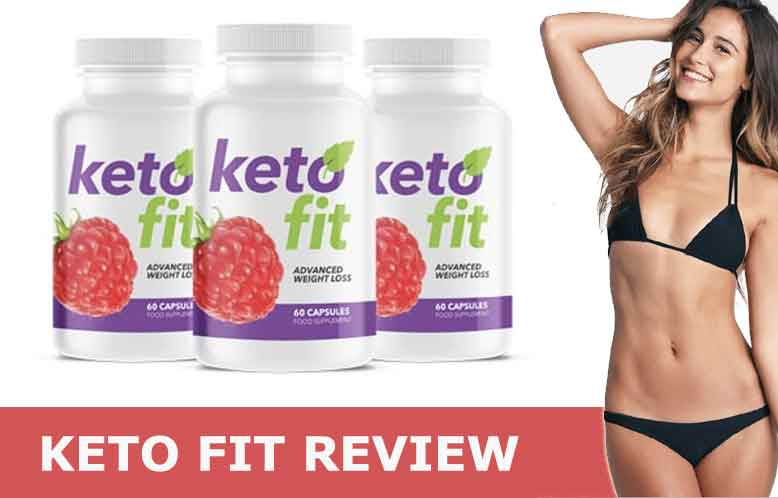 keto
fit
ADVANCED
WEIGHT LOSS
60 CAPSULES
FOOD SUPPLEMENT
keto
fit
ADVANCED
WEIGHT LOSS
60 CAPSULES
FOOD SUPPLEMENT
keto
fit
ADVANCED
WEIGHT LOSS
60 CAPSULES
FOOD SUPPLEMENT
KETO FIT REVIEW